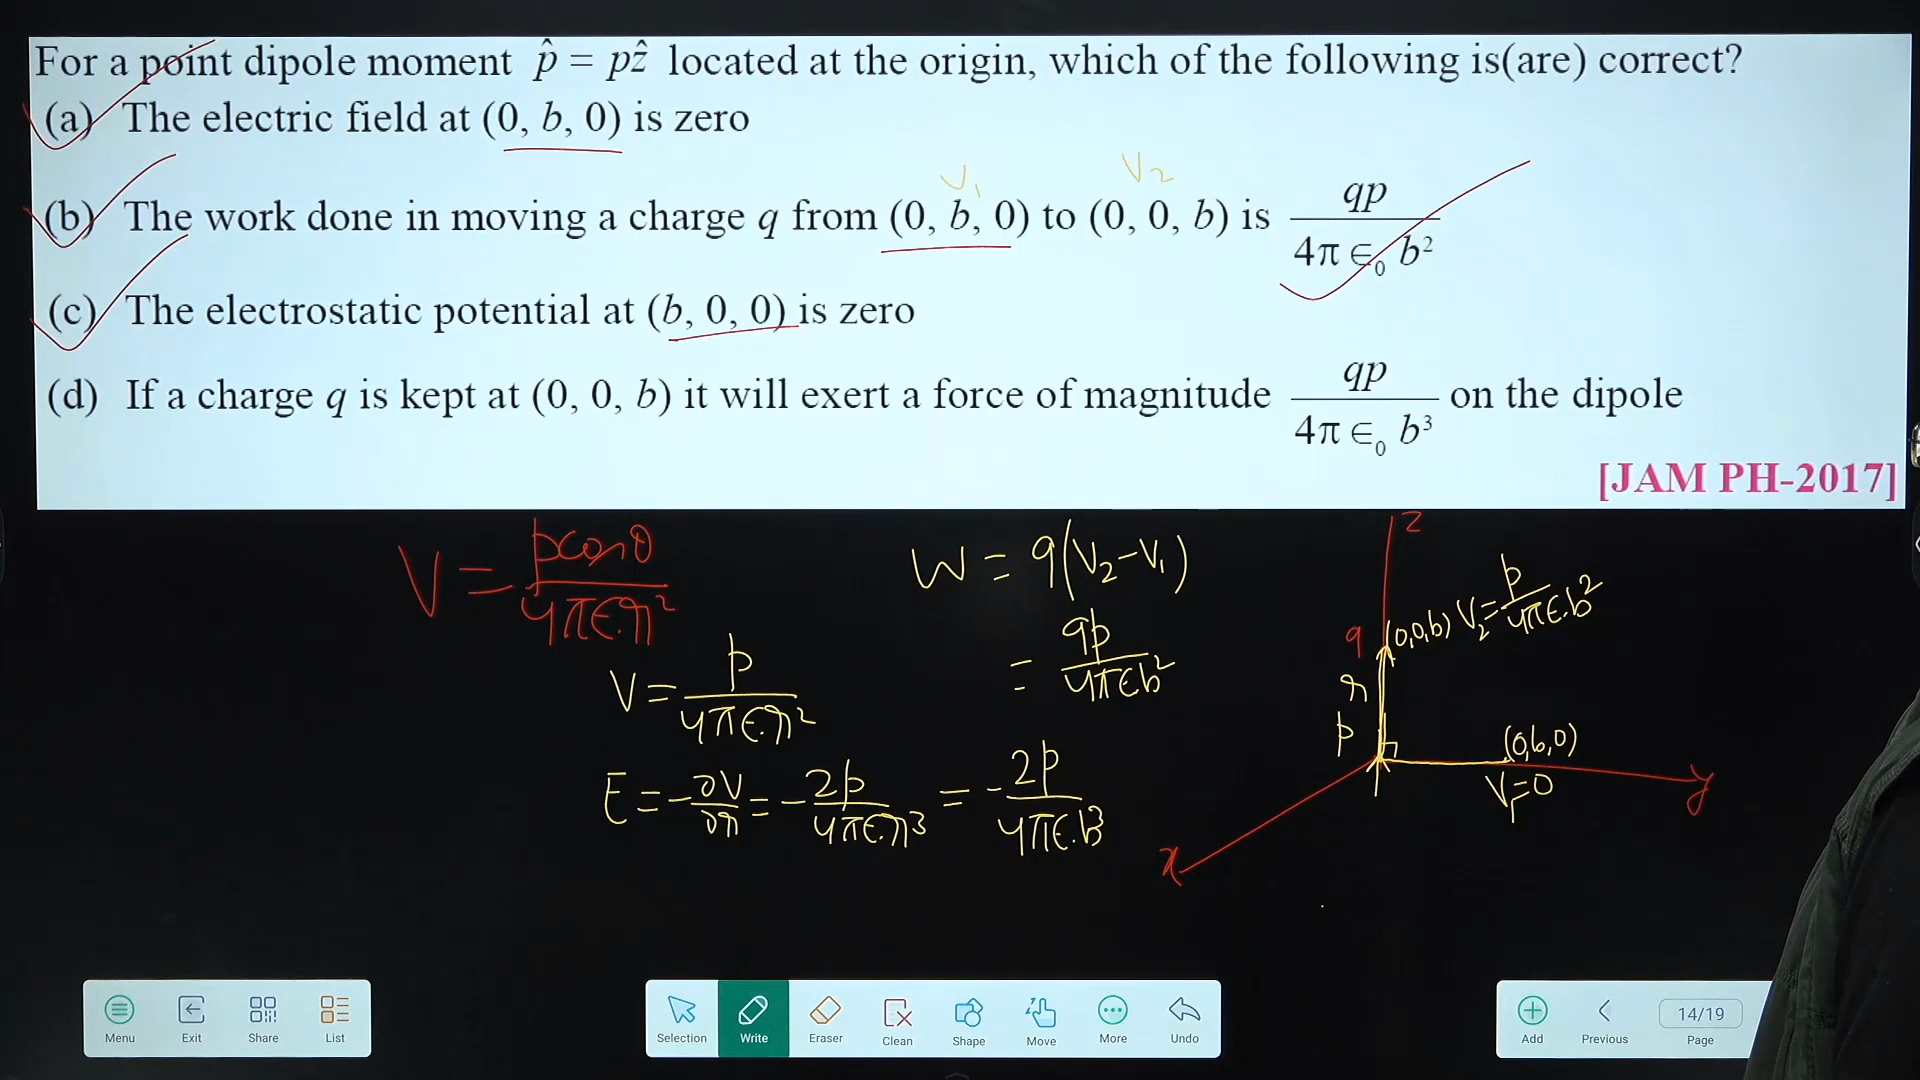 For a point dipole moment p̂ = pẑ located at the origin, which of the following is(are) correct?
(a) The electric field at (0, b, 0) is zero
V₁ V₂
(b) The work done in moving a charge q from (0, b, 0) to (0, 0, b) is qp / 4π∈₀ b²
(c) The electrostatic potential at (b, 0, 0) is zero
(d) If a charge q is kept at (0, 0, b) it will exert a force of magnitude qp / 4π∈₀ b³ on the dipole
[JAM PH-2017]
V = pcosθ / 4πϵ₀r²
V = p / 4πϵ₀r²
E = -∂V/∂r = -2p / 4πϵ₀r³ = -2p / 4πϵ₀b³
W = q(V₂-V₁)
= qp / 4πϵb²
z
q (0,0,b) V₂ = p / 4πϵ₀b²
r
p (0,b,0)
V₁=0
y
x
Menu Exit Share List
Selection Write Eraser Clean Shape Move More Undo
Add Previous 14/19 Page